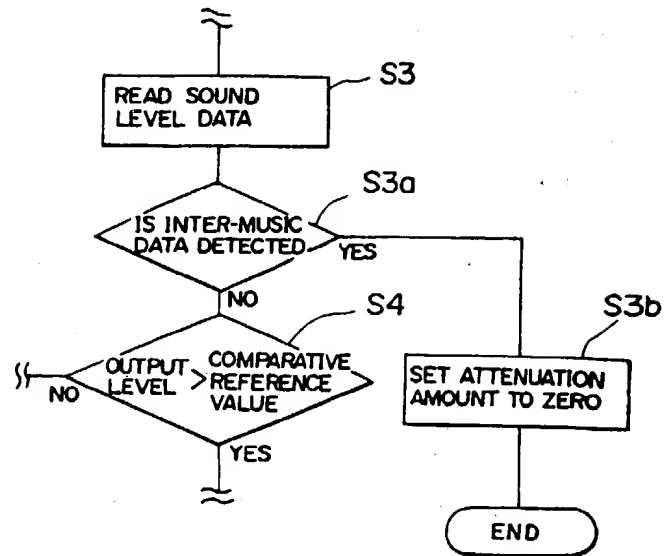 READ SOUND
LEVEL DATA
S3
IS INTER-MUSIC
DATA DETECTED
S3a
YES
NO
OUTPUT
LEVEL
>
COMPARATIVE
REFERENCE
VALUE
S4
NO
YES
SET ATTENUATION
AMOUNT TO ZERO
S3b
END